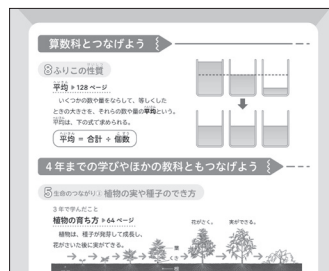 算数科とつなげよう
⑧ふりこの性質
平均 ▶128ページ
いくつかの数や量をならして、等しくした
ときの大きさを、それらの数や量の平均という。
平均は、下の式で求められる。
平均 = 合計 ÷ 個数
4年までの学びやほかの教科ともつなげよう
⑤生命のつながり② 植物の実や種子のでき方
3年で学んだこと
植物の育ち方 ▶64ページ
植物は、種子が発芽して成長し、
花がさいた後に実ができる。
花がさく。
実ができる。
葉
くき
根